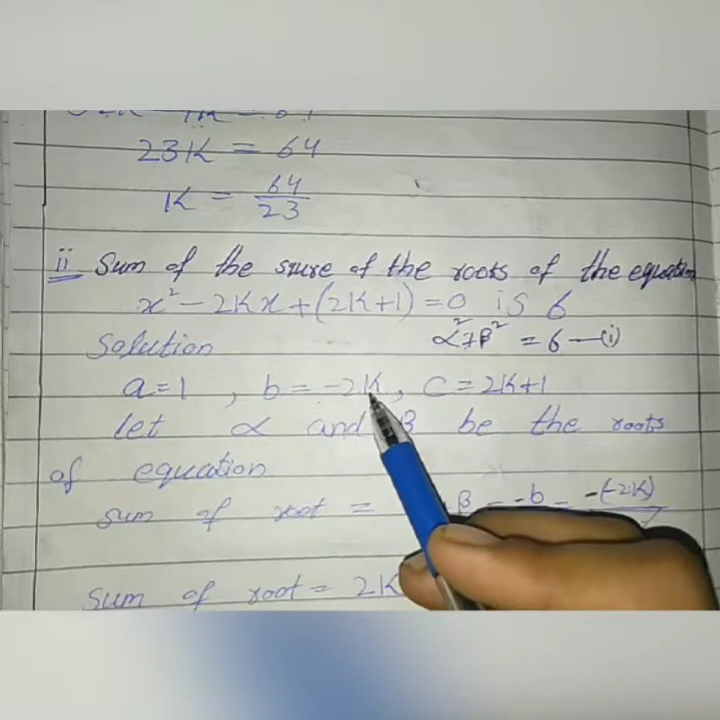 23K = 64
K = 64/23
ii Sum of the squre of the roots of the equation
x² - 2Kx + (2K+1) = 0 is 6
Solution α²+β² = 6 —(i)
a=1 , b = -2K, C = 2K+1
let α and β be the roots
of equation
sum of root = β = -b = -(-2K)
sum of root = 2K